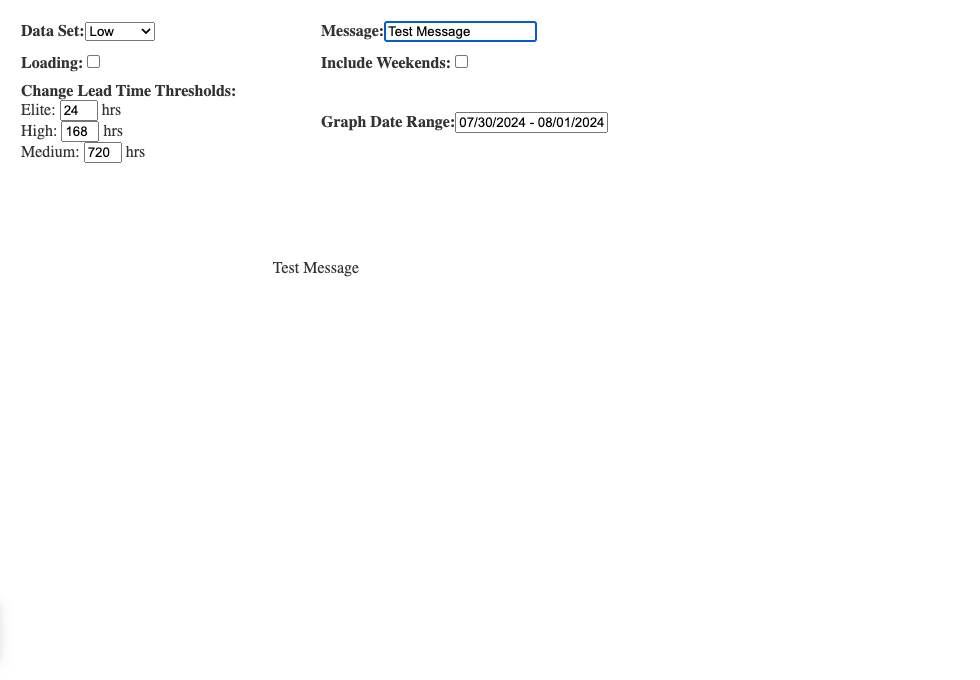 Data Set: Low
Message: Test Message
Loading:
Include Weekends:
Change Lead Time Thresholds:
Elite: 24 hrs
High: 168 hrs
Medium: 720 hrs
Graph Date Range: 07/30/2024 - 08/01/2024
Test Message